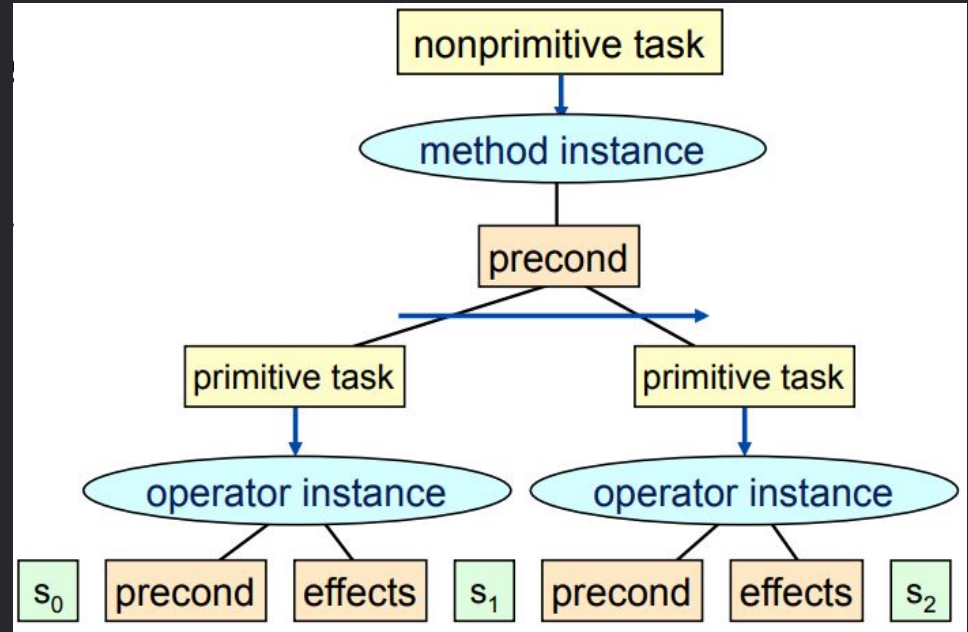 nonprimitive task
method instance
precond
primitive task primitive task
operator instance operator instance
s₀ precond effects s₁ precond effects s₂